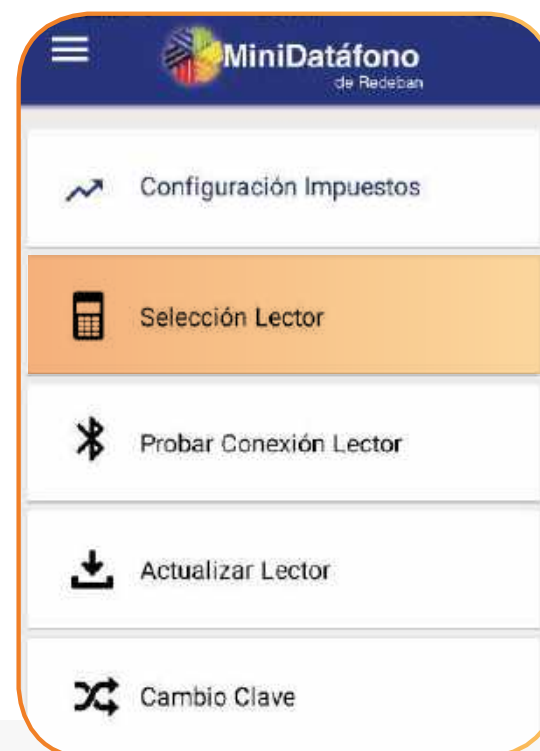 MiniDatáfono
de Redeban
Configuración Impuestos
Selección Lector
Probar Conexión Lector
Actualizar Lector
Cambio Clave